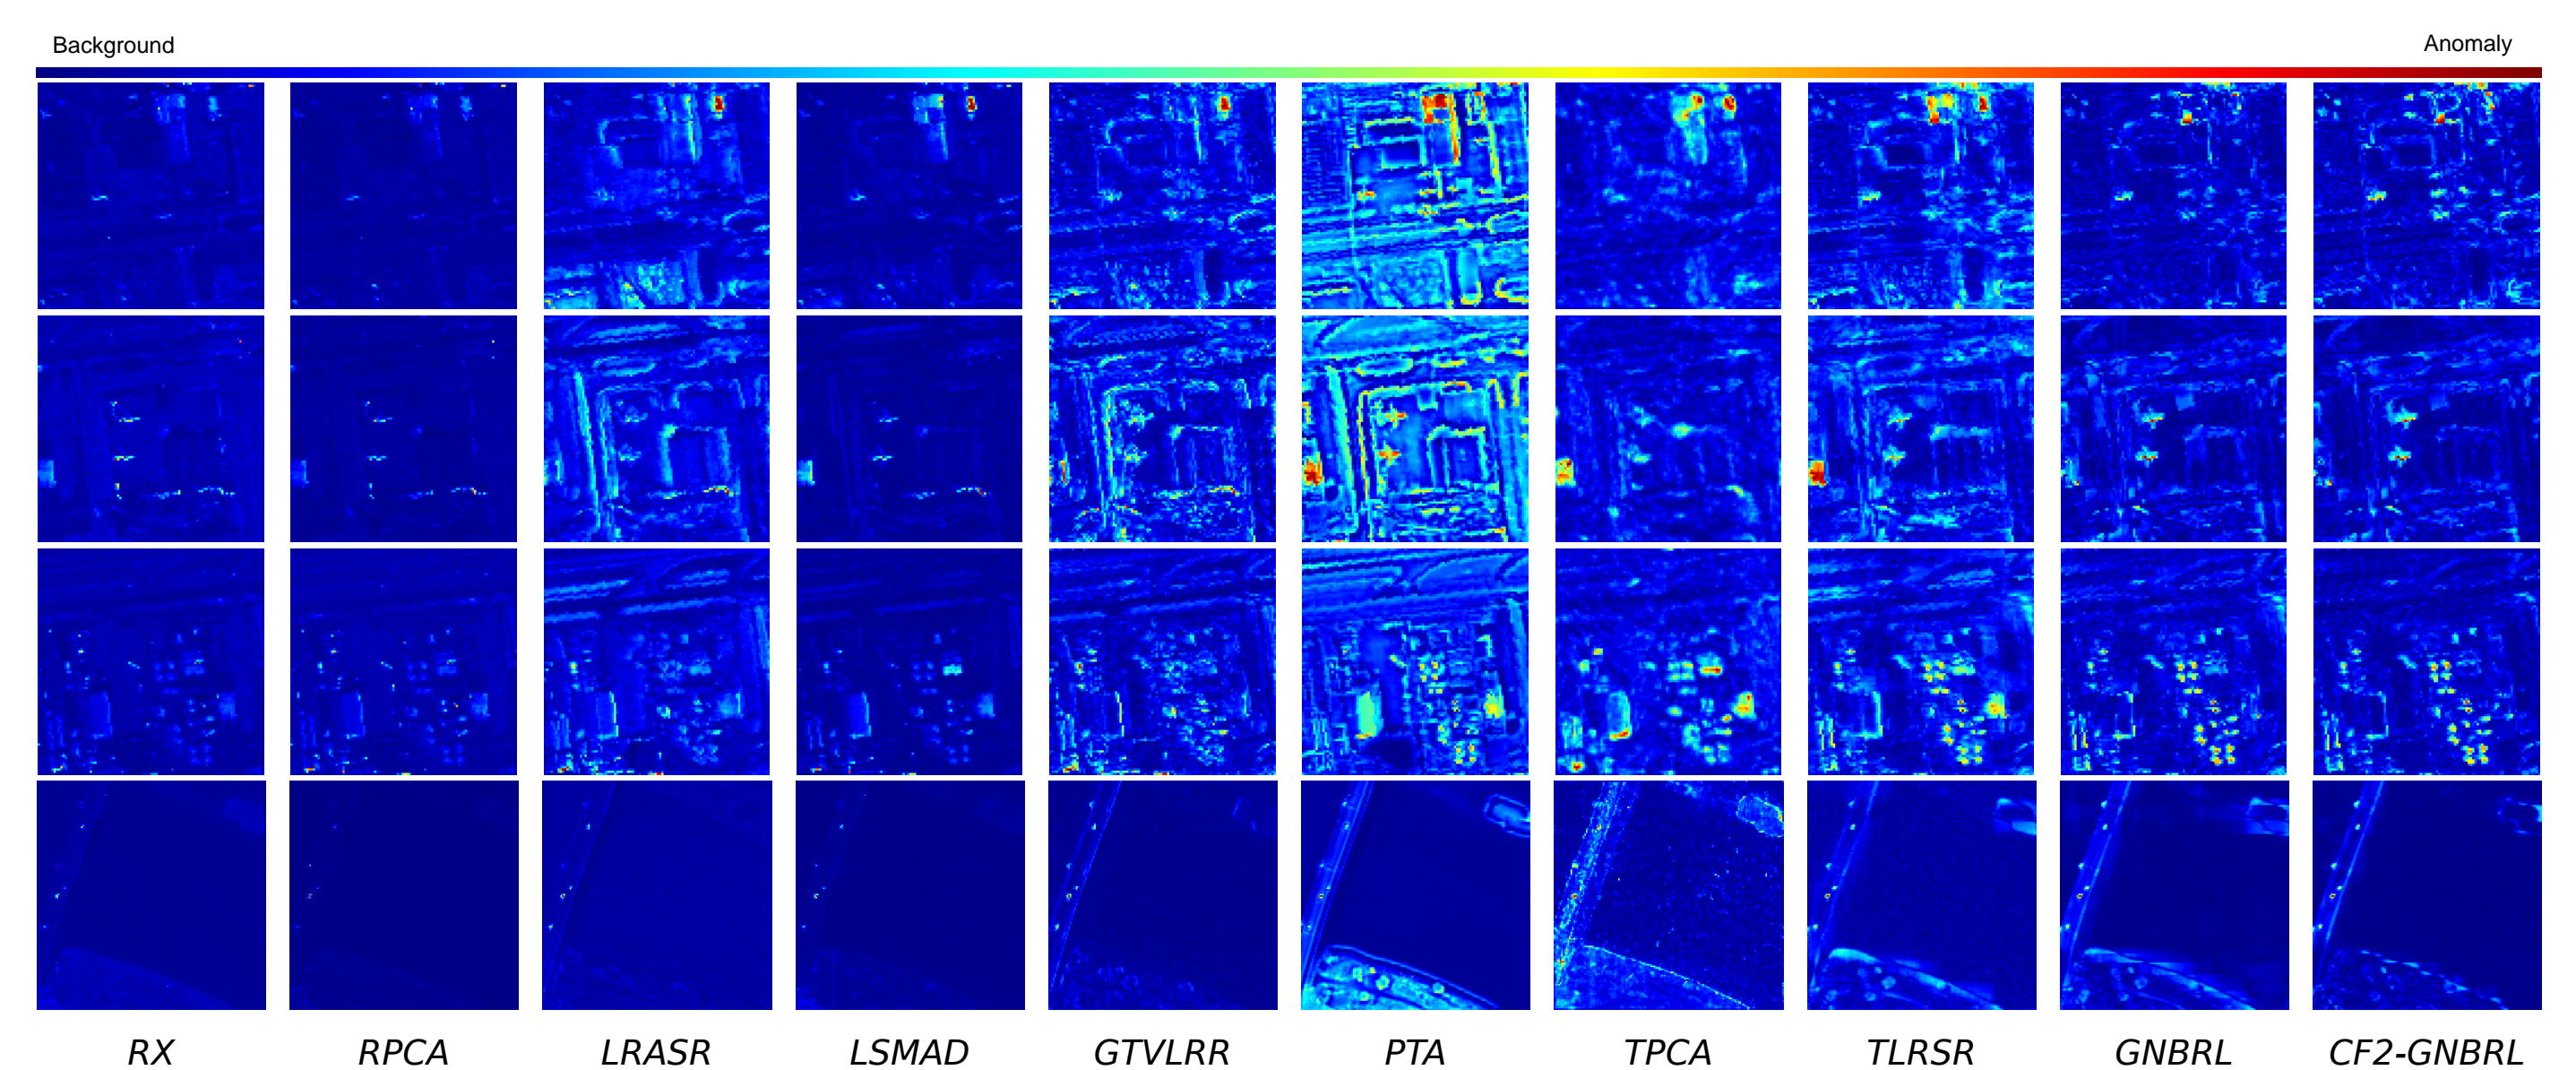 Background Anomaly
RX RPCA LRASR LSMAD GTVLRR PTA TPCA TLRSR GNBRL CF2-GNBRL